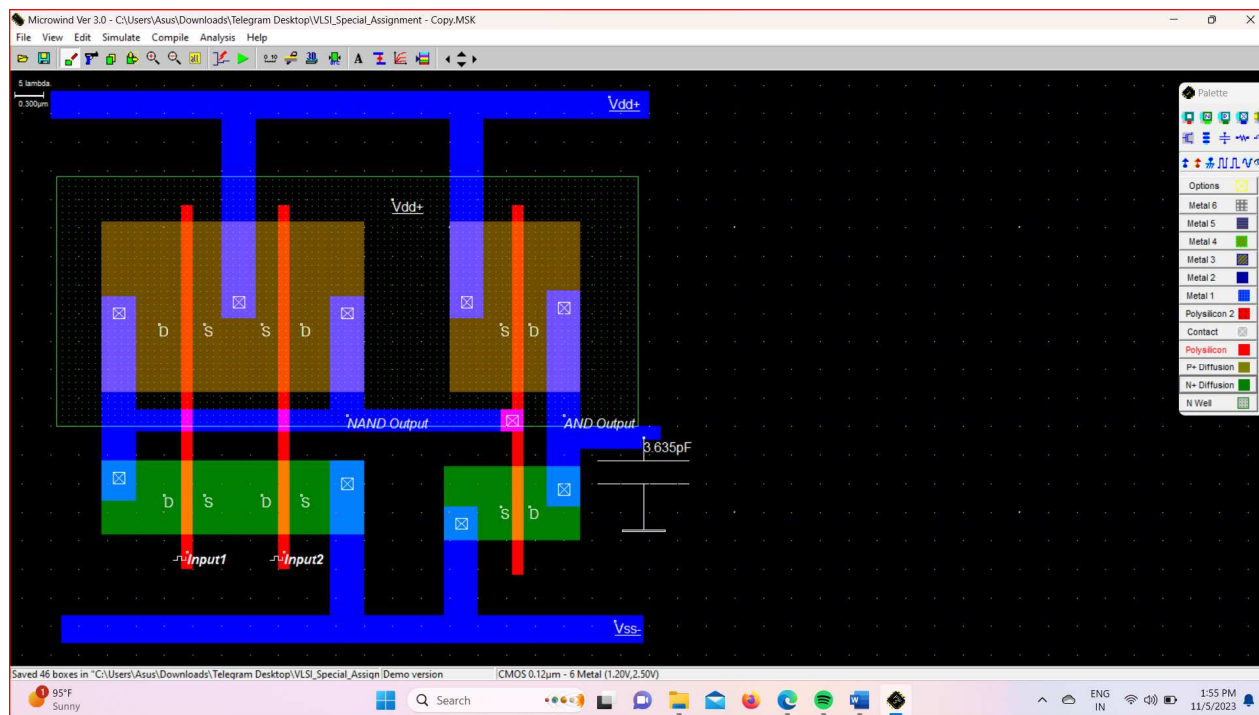 Microwind Ver 3.0 - C:\Users\Asus\Downloads\Telegram Desktop\VLSI_Special_Assignment - Copy.MSK
File View Edit Simulate Compile Analysis Help
5 lambda
0.300µm
Vdd+
Palette
Options
Metal 6
Metal 5
Metal 4
Metal 3
Metal 2
Metal 1
Polysilicon 2
Contact
Polysilicon
P+ Diffusion
N+ Diffusion
N Well
Vdd+
D S S D S D
NAND Output AND Output
3.635pF
D S D S S D
Input1 Input2
Vss-
Saved 46 boxes in "C:\Users\Asus\Downloads\Telegram Desktop\VLSI_Special_Assign Demo version CMOS 0.12µm - 6 Metal (1.20V,2.50V)
1
95°F
Sunny
Search
ENG
IN
1:55 PM
11/5/2023